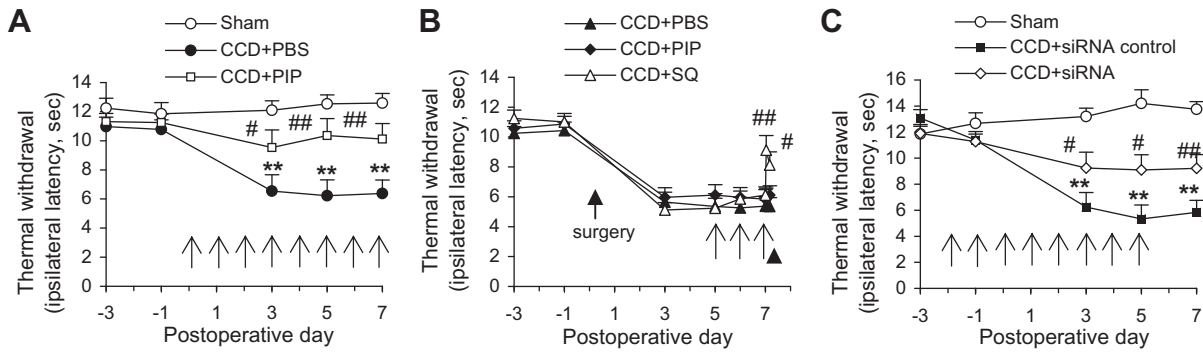 A
Sham
CCD+PBS
CCD+PIP
Thermal withdrawal
(ipsilateral latency, sec)
14
12
10
8
6
4
2
0
# ## ##
** ** **
-3 -1 1 3 5 7
Postoperative day
B
CCD+PBS
CCD+PIP
CCD+SQ
Thermal withdrawal
(ipsilateral latency, sec)
14
12
10
8
6
4
2
0
##
#
surgery
-3 -1 1 3 5 7
Postoperative day
C
Sham
CCD+siRNA control
CCD+siRNA
Thermal withdrawal
(ipsilateral latency, sec)
16
14
12
10
8
6
4
2
0
# # ##
** ** **
-3 -1 1 3 5 7
Postoperative day